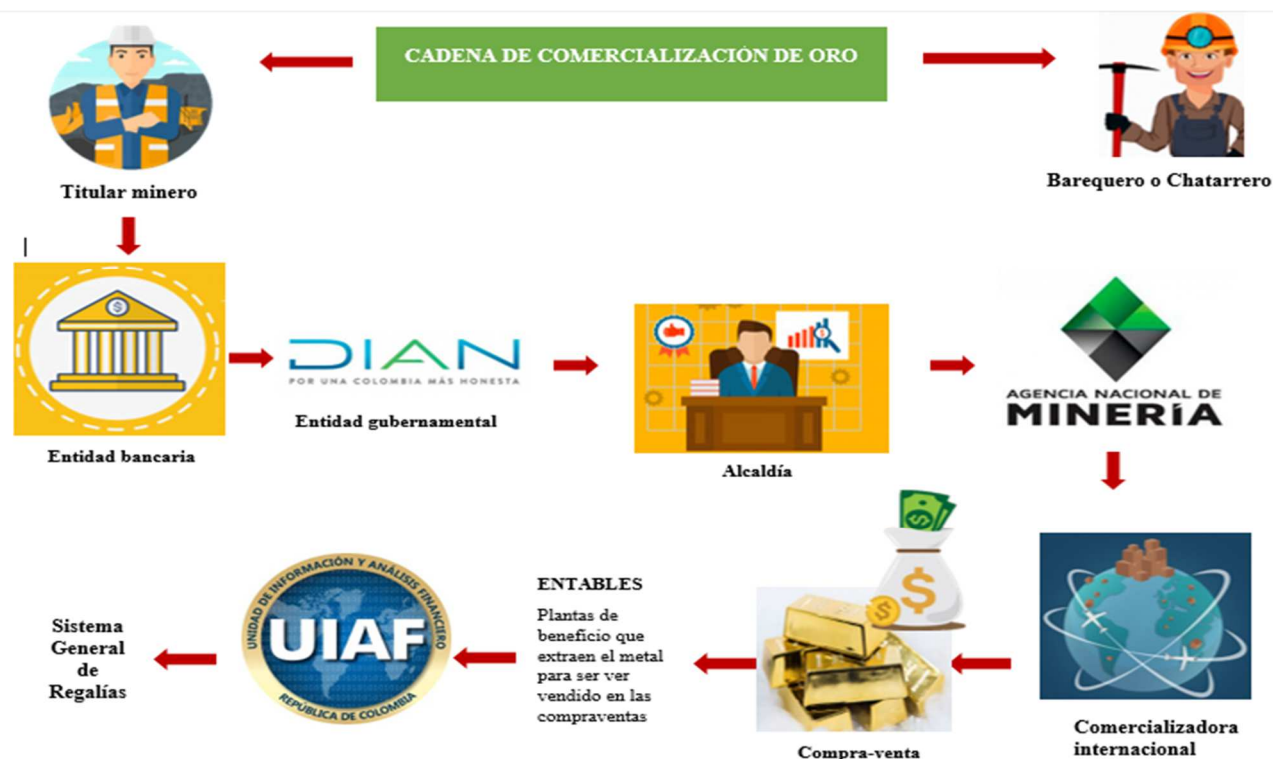 CADENA DE COMERCIALIZACIÓN DE ORO
Titular minero
Barequero o Chatarrero
Entidad bancaria
DIAN
POR UNA COLOMBIA MÁS HONESTA
Entidad gubernamental
Alcaldía
AGENCIA NACIONAL DE
MINERÍA
Comercializadora
internacional
Compra-venta
ENTABLES
Plantas de
beneficio que
extraen el metal
para ser ver
vendido en las
compraventas
UNIDAD DE INFORMACIÓN Y ANÁLISIS FINANCIERO
UIAF
REPÚBLICA DE COLOMBIA
Sistema
General
de
Regalías